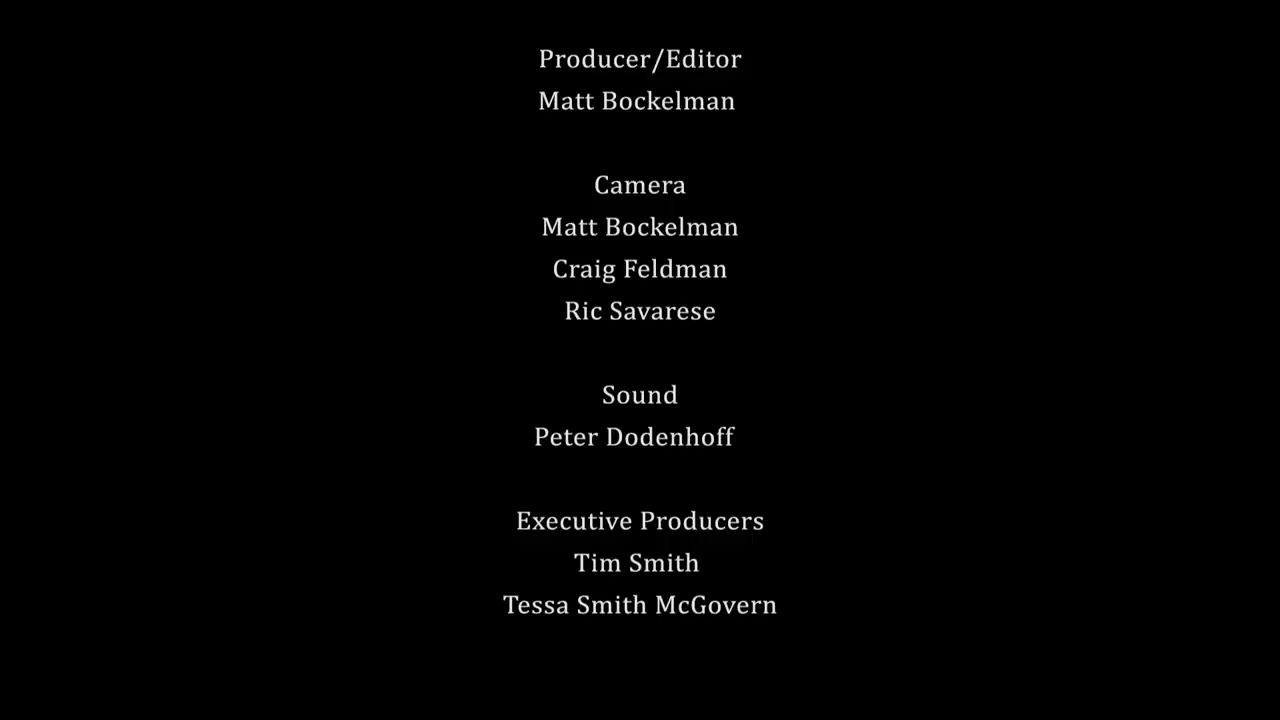 Producer/Editor
Matt Bockelman
Camera
Matt Bockelman
Craig Feldman
Ric Savarese
Sound
Peter Dodenhoff
Executive Producers
Tim Smith
Tessa Smith McGovern